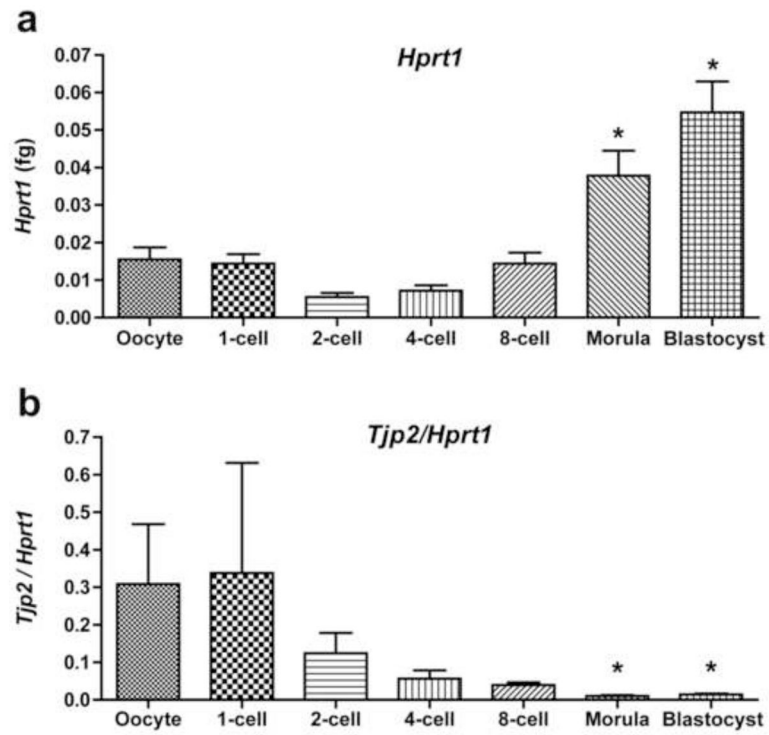 a
Hprt1
Hprt1 (fg)
0.07
0.06
0.05
0.04
0.03
0.02
0.01
0.00
* *
Oocyte 1-cell 2-cell 4-cell 8-cell Morula Blastocyst
b
Tjp2/Hprt1
Tjp2 / Hprt1
0.7
0.6
0.5
0.4
0.3
0.2
0.1
0.0
* *
Oocyte 1-cell 2-cell 4-cell 8-cell Morula Blastocyst